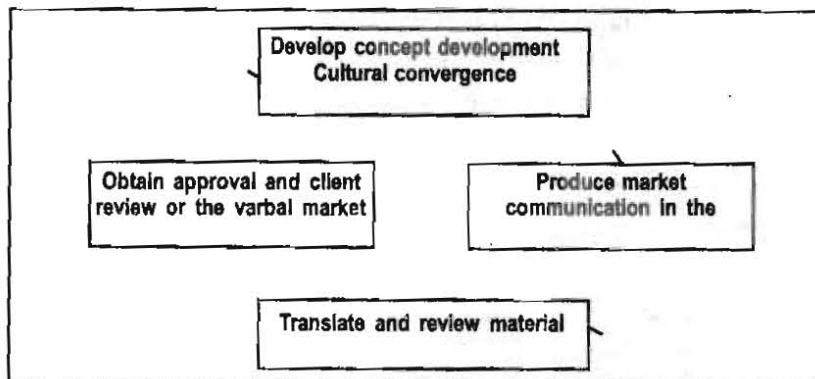 Develop concept development
Cultural convergence
Obtain approval and client
review or the varbal market
Produce market
communication in the
Translate and review material